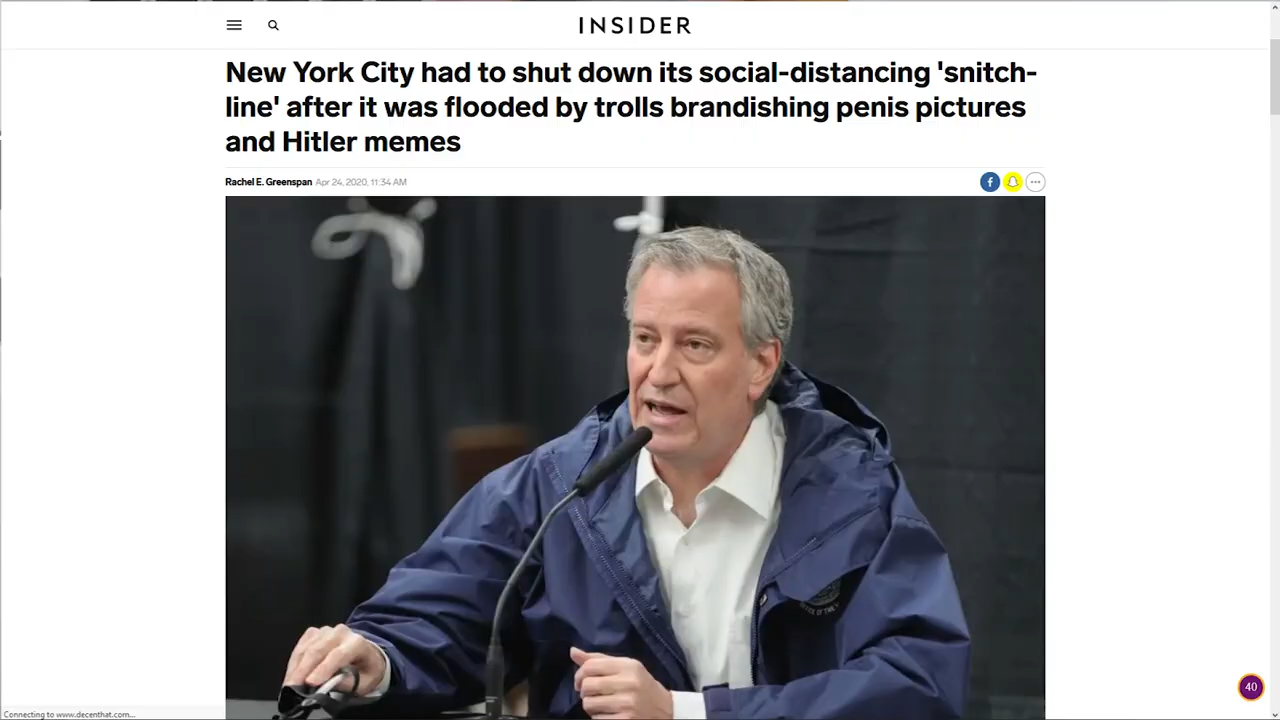 INSIDER
New York City had to shut down its social-distancing 'snitch-
line' after it was flooded by trolls brandishing penis pictures
and Hitler memes
Rachel E. Greenspan Apr 24, 2020, 11:34 AM
40
Connecting to www.decenthat.com...